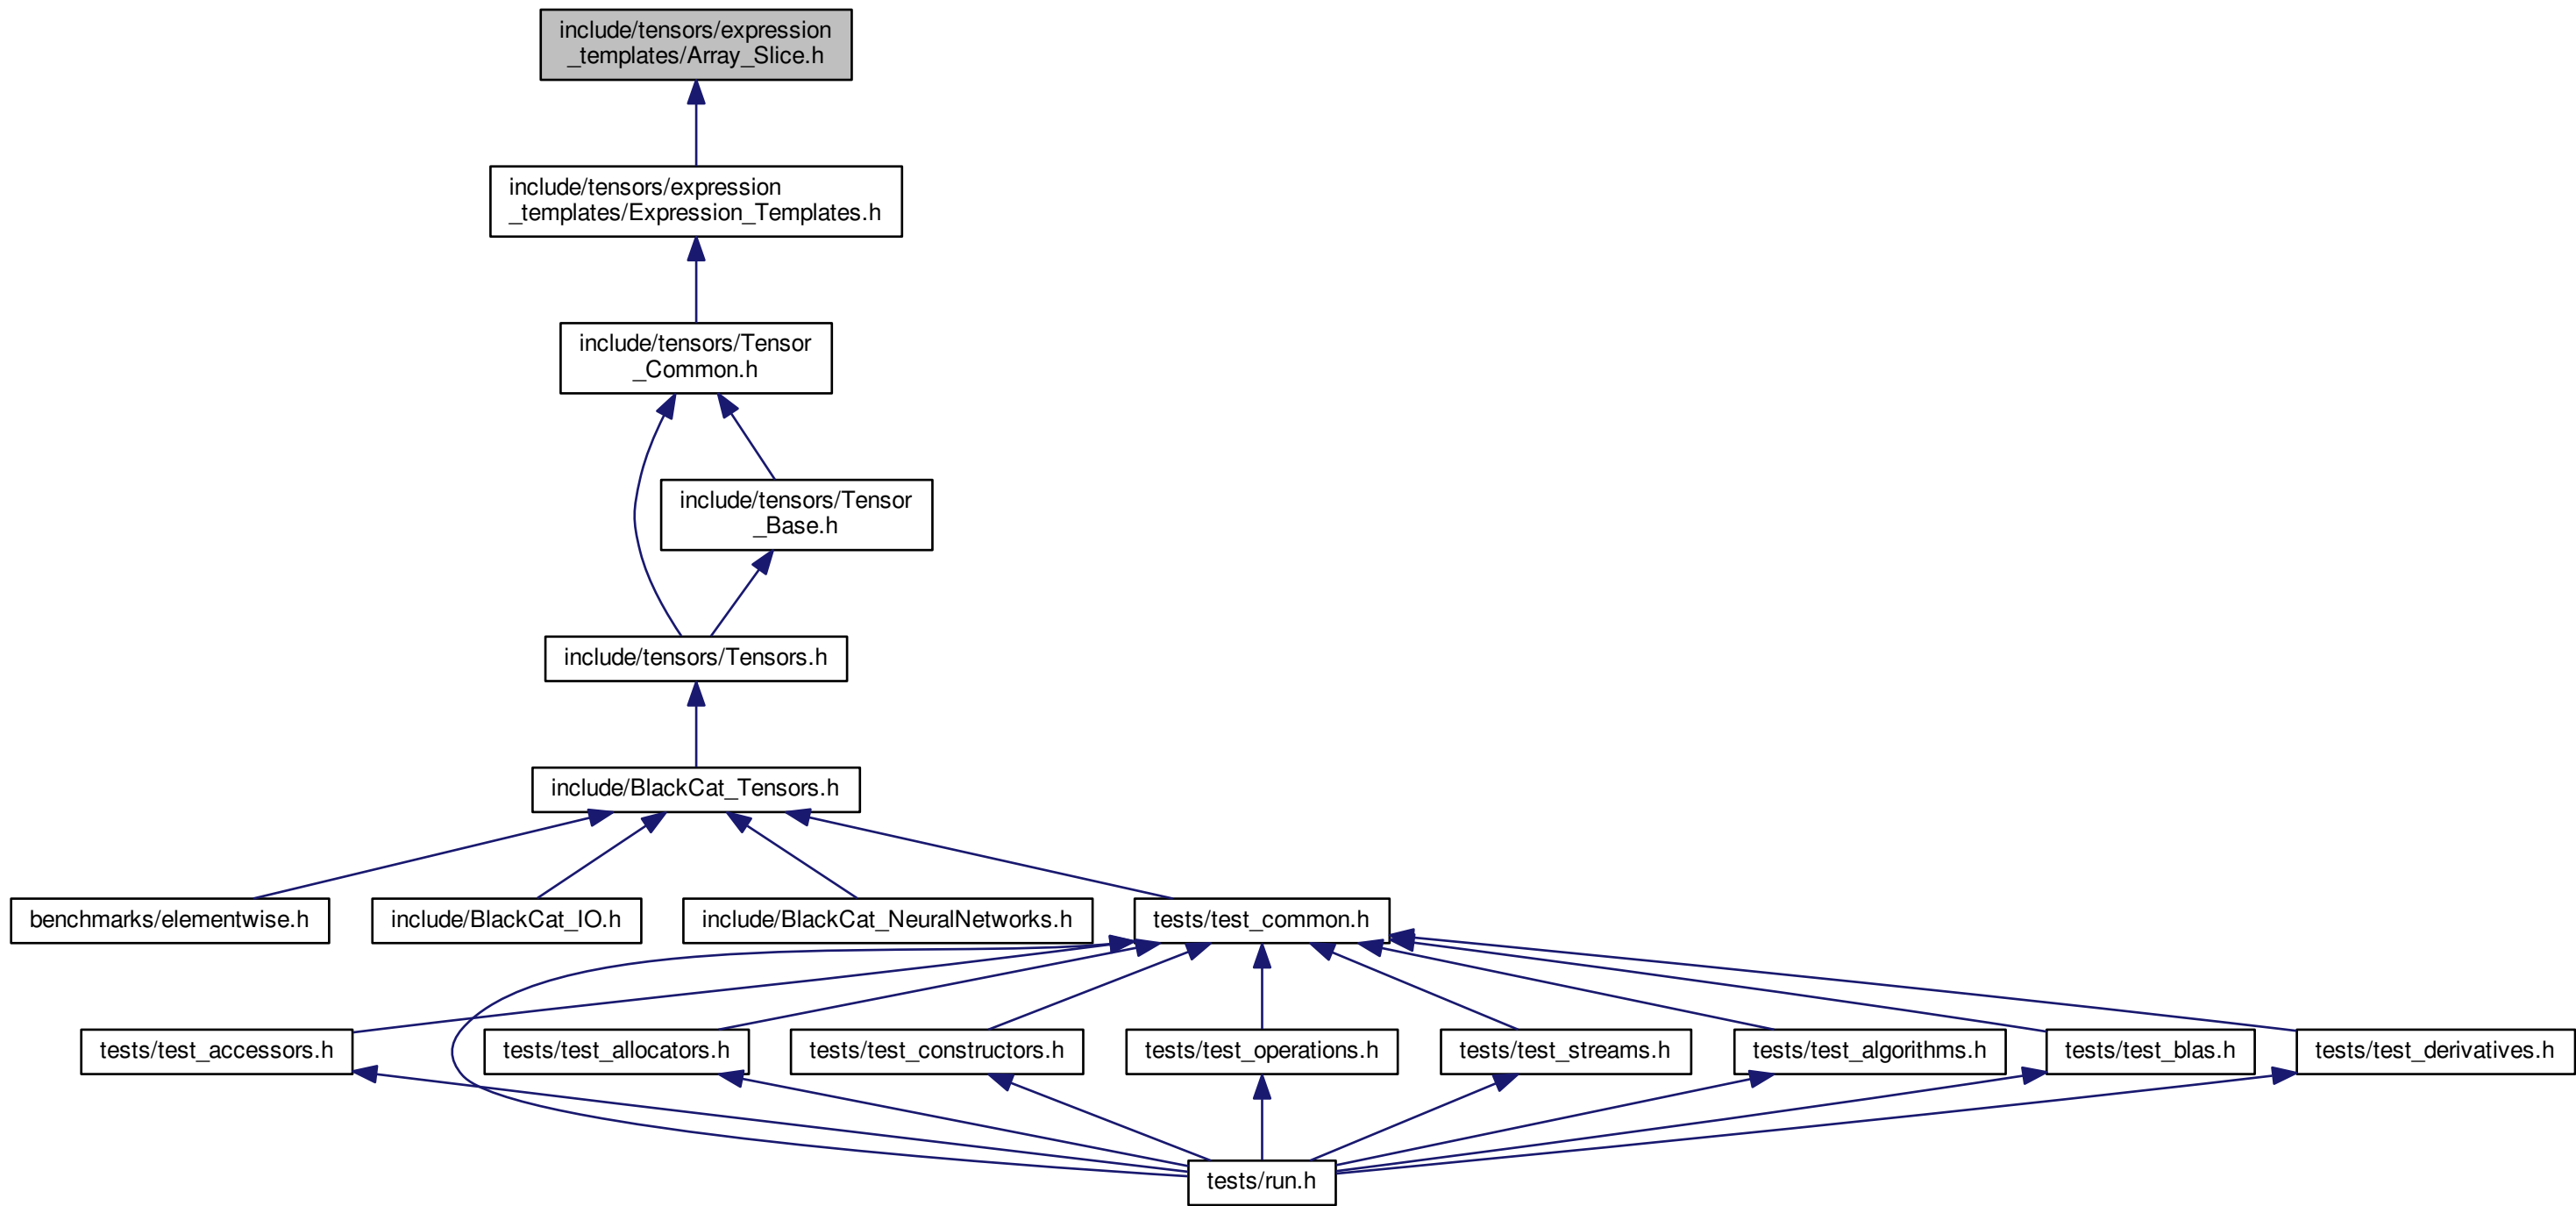 include/tensors/expression
_templates/Array_Slice.h
include/tensors/expression
_templates/Expression_Templates.h
include/tensors/Tensor
_Common.h
include/tensors/Tensor
_Base.h
include/tensors/Tensors.h
include/BlackCat_Tensors.h
benchmarks/elementwise.h
include/BlackCat_IO.h
include/BlackCat_NeuralNetworks.h
tests/test_common.h
tests/test_accessors.h
tests/test_allocators.h
tests/test_constructors.h
tests/test_operations.h
tests/test_streams.h
tests/test_algorithms.h
tests/test_blas.h
tests/test_derivatives.h
tests/run.h